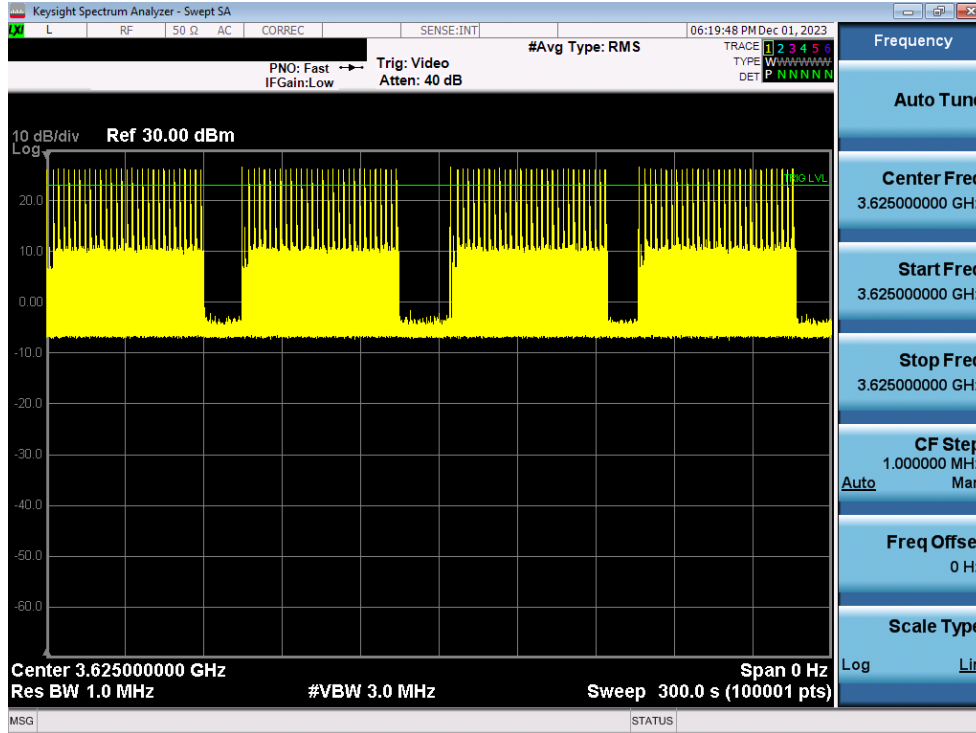 Keysight Spectrum Analyzer - Swept SA
LXI L RF 50 Ω AC CORREC SENSE:INT 06:19:48 PM Dec 01, 2023
#Avg Type: RMS
TRACE 1 2 3 4 5 6
TYPE W
DET P N N N N N
PNO: Fast
IFGain:Low
Trig: Video
Atten: 40 dB
10 dB/div Ref 30.00 dBm
Log
TRIG LVL
20.0
10.0
0.00
-10.0
-20.0
-30.0
-40.0
-50.0
-60.0
Center 3.625000000 GHz Span 0 Hz
Res BW 1.0 MHz #VBW 3.0 MHz Sweep 300.0 s (100001 pts)
MSG STATUS
Frequency
Auto Tun
Center Fre
3.625000000 GH
Start Fre
3.625000000 GH
Stop Fre
3.625000000 GH
CF Step
1.000000 MH
Auto Man
Freq Offse
0 H
Scale Type
Log Lin